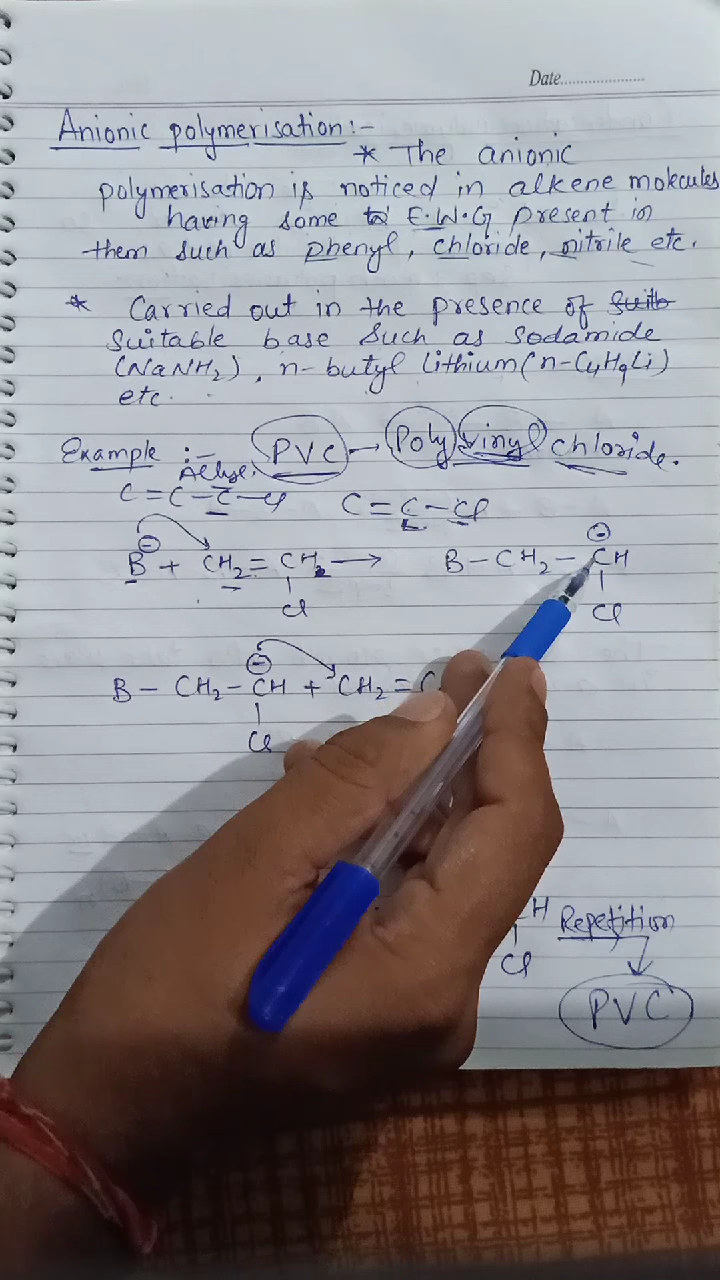 Date.....................
Anionic polymerisation:-
* The anionic
polymerisation is noticed in alkene molecules
having some E.W.G present in
them such as phenyl, chloride, nitrile etc.
* Carried out in the presence of
suitable base such as sodamide
(NaNH₂), n-butyl lithium (n-C₄H₉Li)
etc.
Example :- PVC → Poly vinyl chloride.
C=C-C-Cl C=C-Cl
⊖ ⊖
B + CH₂ = CH → B-CH₂-CH
Cl Cl
⊖
B - CH₂ - CH + CH₂ = C
Cl
H Repetition
Cl
PVC